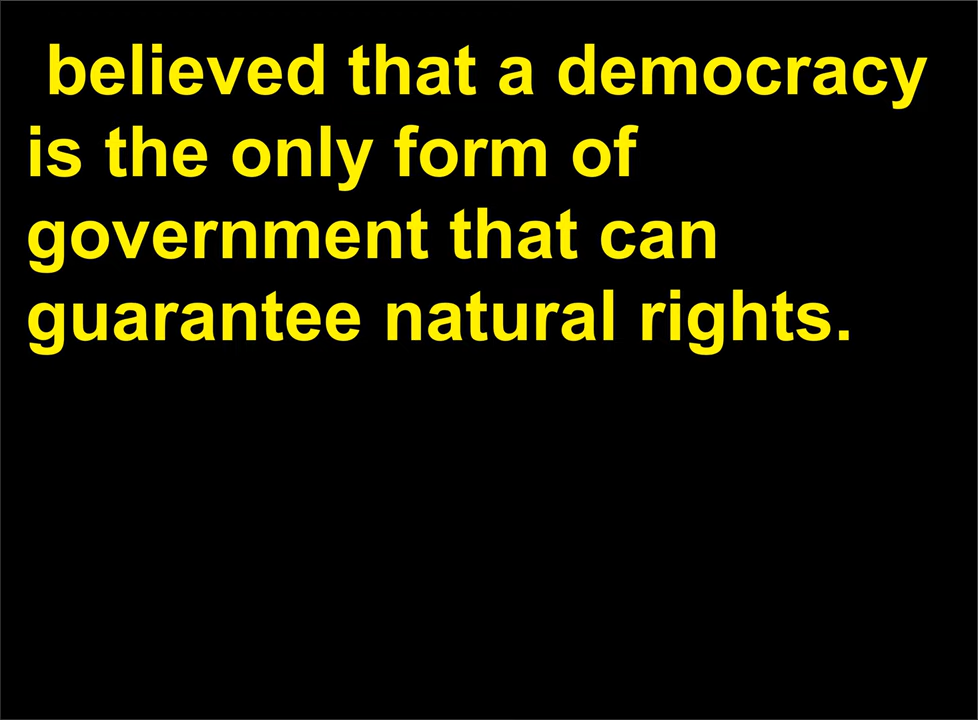 believed that a democracy
is the only form of
government that can
guarantee natural rights.